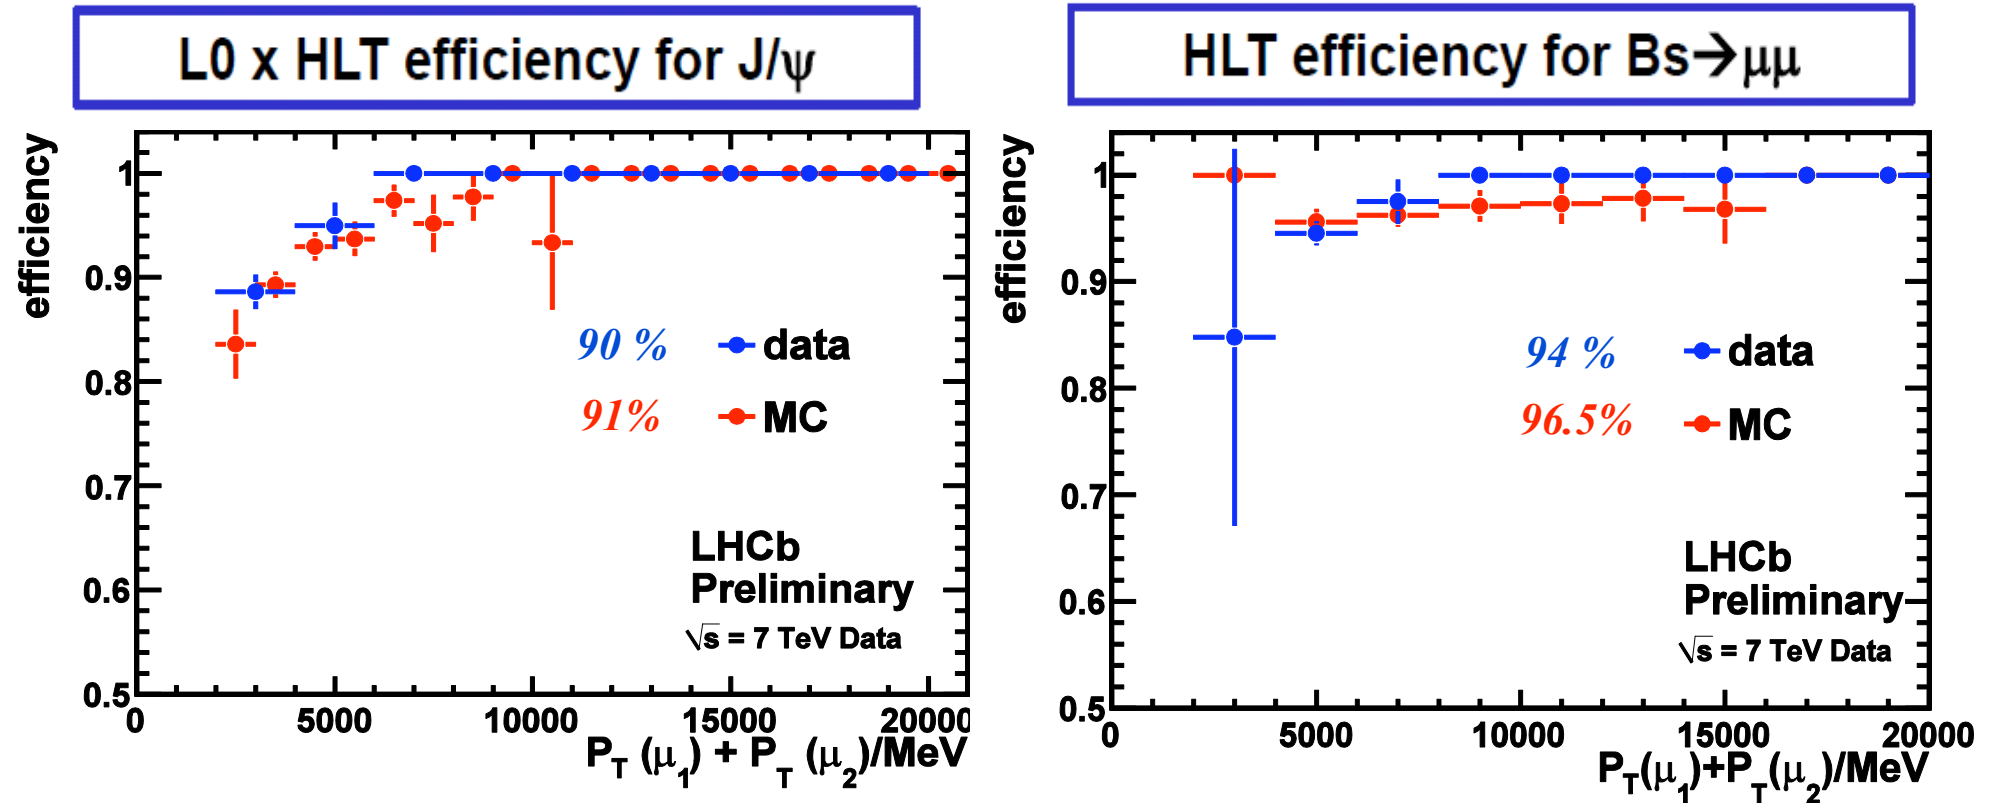 L0 x HLT efficiency for J/ψ
efficiency
1
0.9
0.8
0.7
0.6
0.5
0
5000
10000
15000
20000
90 %
data
91%
MC
LHCb
Preliminary
√s = 7 TeV Data
P_T (μ_1) + P_T (μ_2)/MeV
HLT efficiency for Bs→μμ
efficiency
1
0.9
0.8
0.7
0.6
0.5
0
5000
10000
15000
20000
94 %
data
96.5%
MC
LHCb
Preliminary
√s = 7 TeV Data
P_T(μ_1)+P_T(μ_2)/MeV